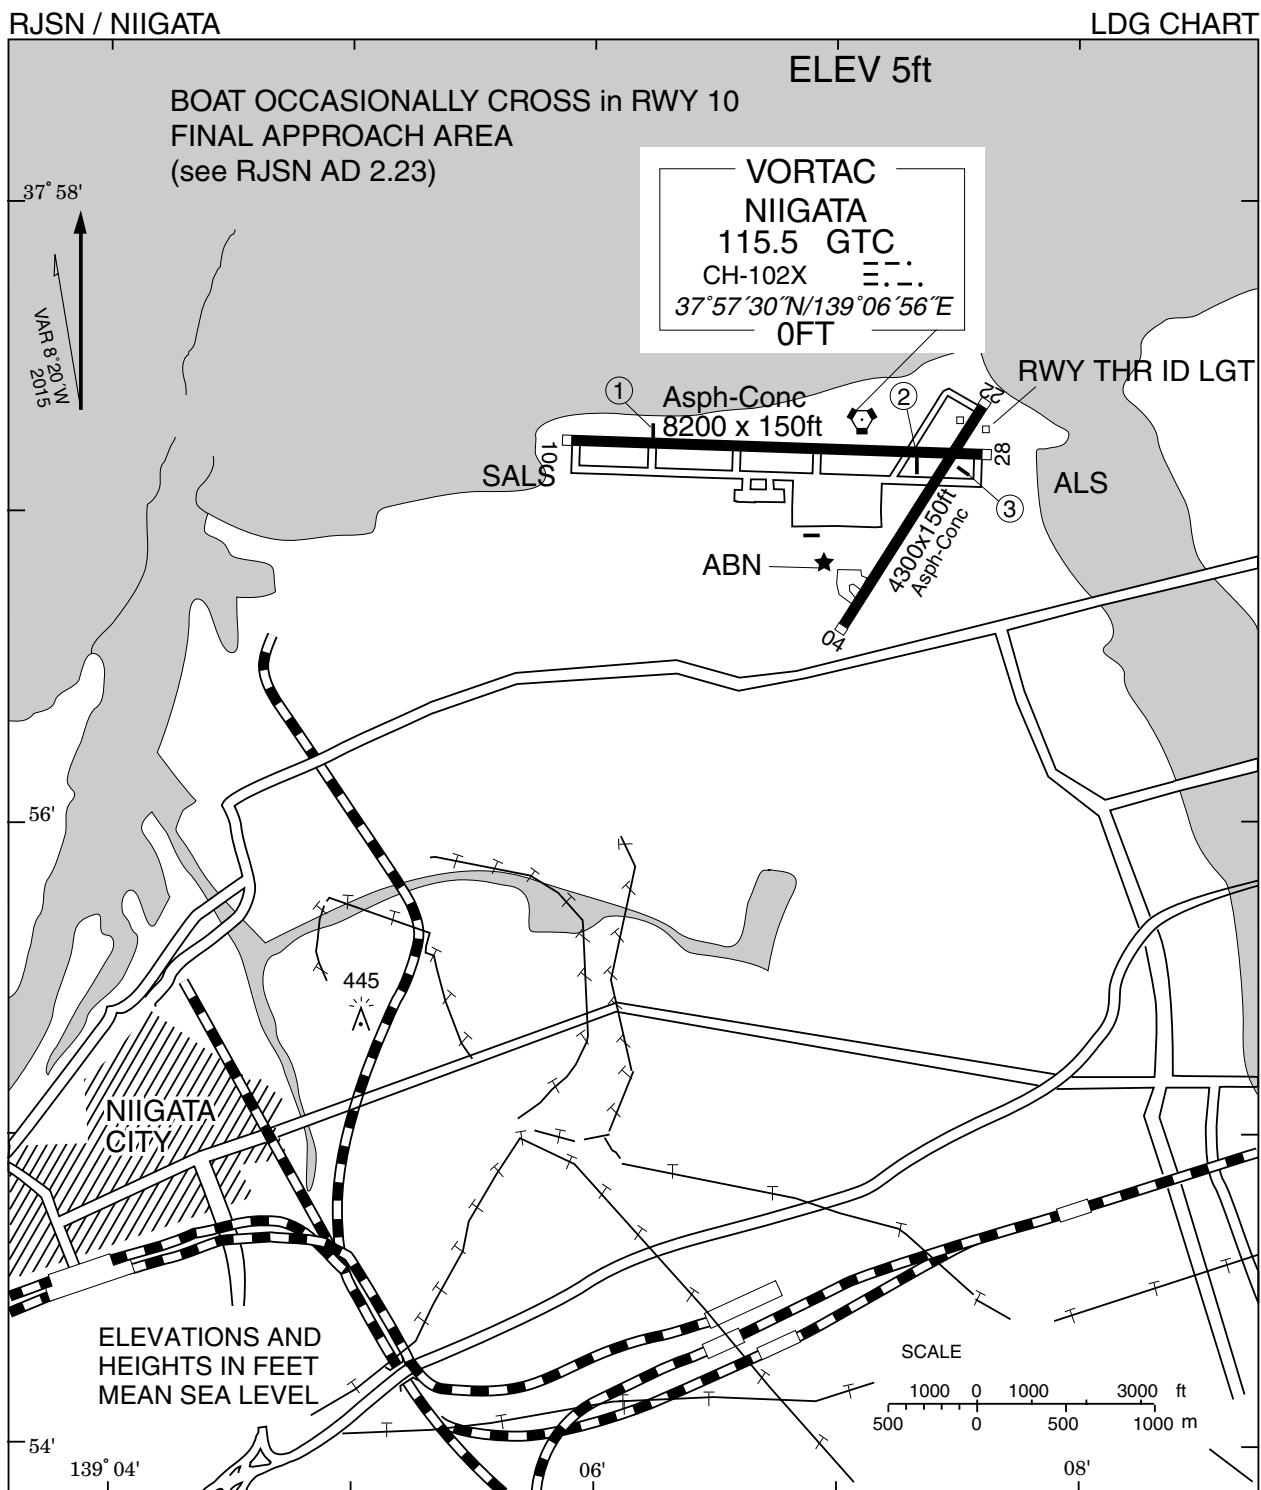 RJSN / NIIGATA
LDG CHART
ELEV 5ft
BOAT OCCASIONALLY CROSS in RWY 10
FINAL APPROACH AREA
(see RJSN AD 2.23)
VORTAC
NIIGATA
115.5 GTC
CH-102X
37°57´30˝N/139°06´56˝E
0FT
37° 58'
VAR 8°20´W
2015
RWY THR ID LGT
1
Asph-Conc
8200 x 150ft
2
22
10
28
SALS
ALS
3
4300x150ft
Asph-Conc
ABN
04
56'
445
NIIGATA
CITY
ELEVATIONS AND
HEIGHTS IN FEET
MEAN SEA LEVEL
SCALE
1000 0 1000 3000 ft
500 0 500 1000 m
54'
139° 04'
06'
08'